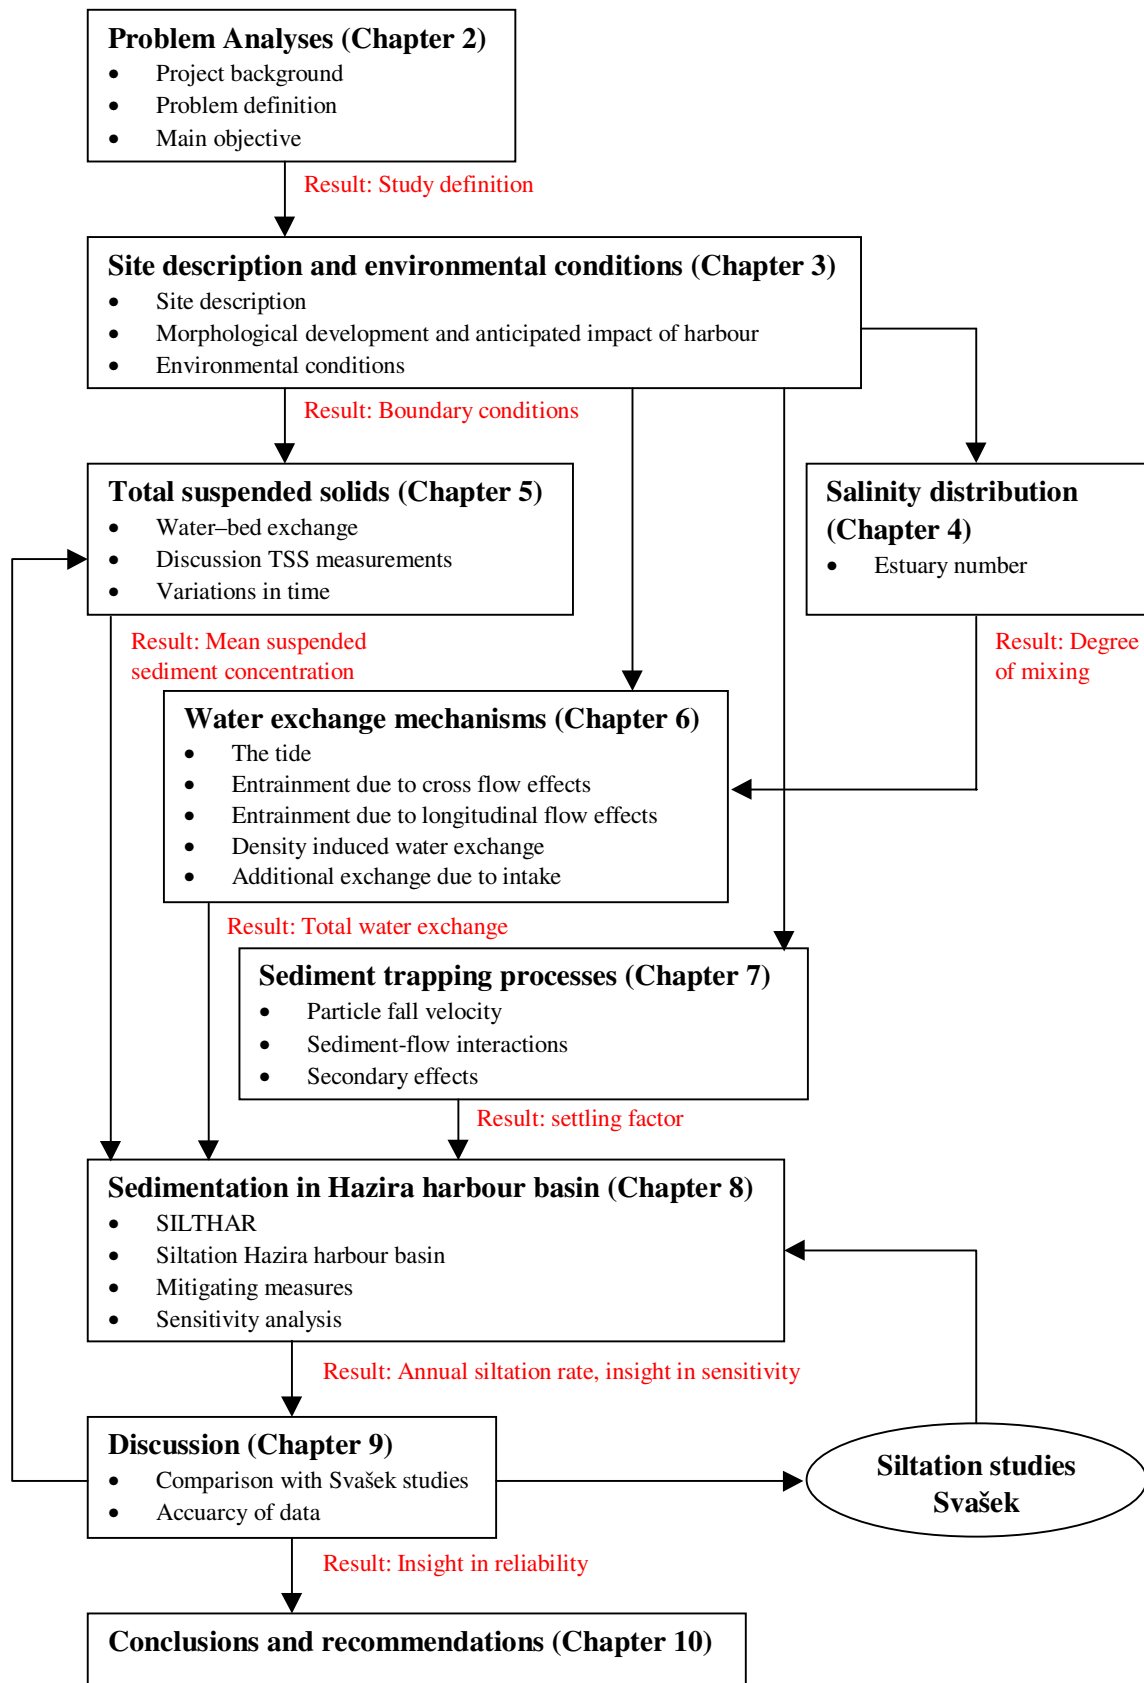 Problem Analyses (Chapter 2)
• Project background
• Problem definition
• Main objective
Result: Study definition
Site description and environmental conditions (Chapter 3)
• Site description
• Morphological development and anticipated impact of harbour
• Environmental conditions
Result: Boundary conditions
Total suspended solids (Chapter 5)
• Water–bed exchange
• Discussion TSS measurements
• Variations in time
Salinity distribution
(Chapter 4)
• Estuary number
Result: Mean suspended
sediment concentration
Result: Degree
of mixing
Water exchange mechanisms (Chapter 6)
• The tide
• Entrainment due to cross flow effects
• Entrainment due to longitudinal flow effects
• Density induced water exchange
• Additional exchange due to intake
Result: Total water exchange
Sediment trapping processes (Chapter 7)
• Particle fall velocity
• Sediment-flow interactions
• Secondary effects
Result: settling factor
Sedimentation in Hazira harbour basin (Chapter 8)
• SILTHAR
• Siltation Hazira harbour basin
• Mitigating measures
• Sensitivity analysis
Result: Annual siltation rate, insight in sensitivity
Discussion (Chapter 9)
• Comparison with Svašek studies
• Accuarcy of data
Siltation studies
Svašek
Result: Insight in reliability
Conclusions and recommendations (Chapter 10)